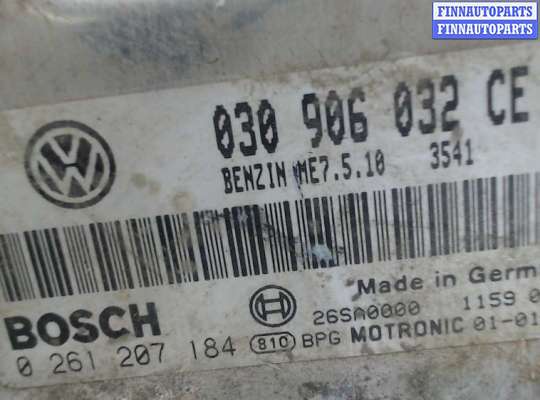 FINNAUTOPARTS
FINNAUTOPARTS
030 906 032 CE
BENZIN ME7.5.10 3541
Made in Germ
BOSCH 26SA0000 1159 0
0 261 207 184 810 BPG MOTRONIC 01-01